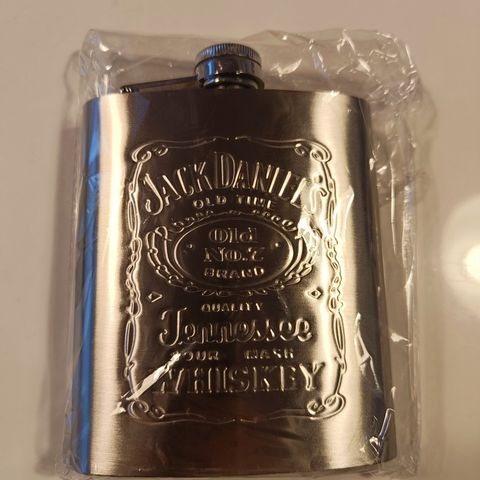 JACK DANIEL'S
OLD TIME
Old
NO.7
BRAND
QUALITY
Tennessee
SOUR MASH
WHISKEY